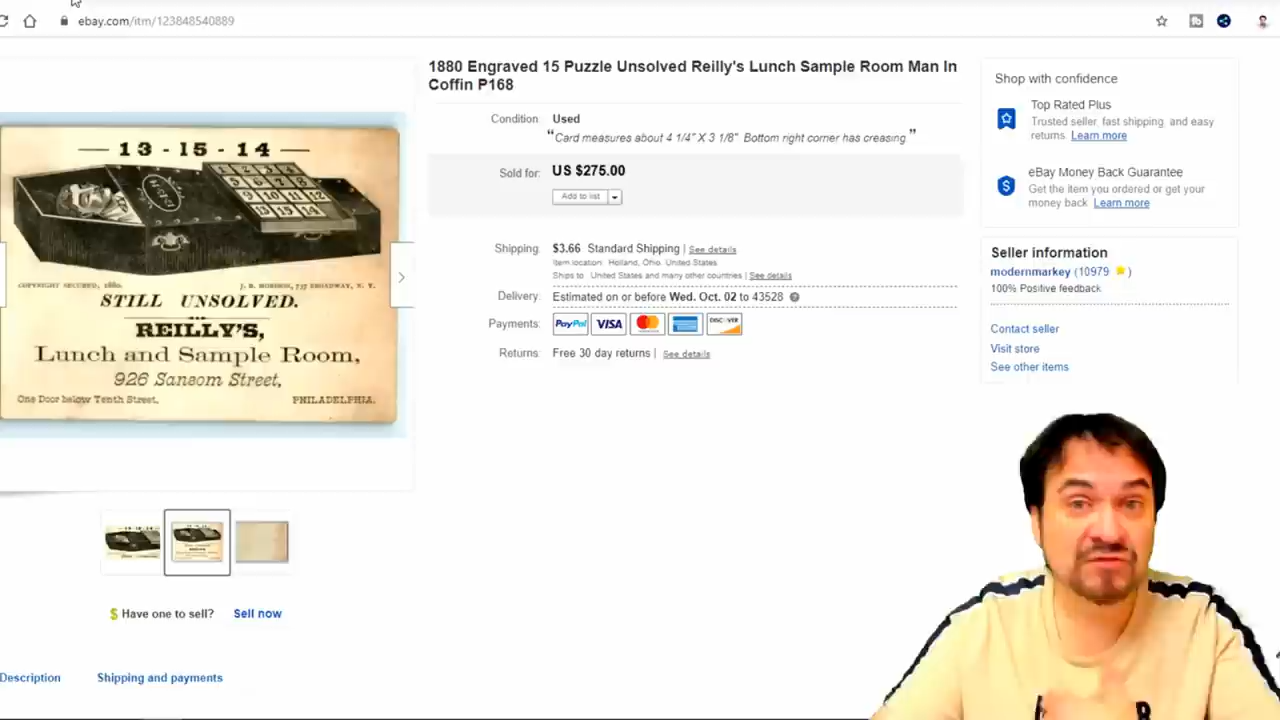 ebay.com/itm/123848540889
13 - 15 - 14
COPYRIGHT SECURED, 1880.
STILL UNSOLVED.
REILLY'S,
Lunch and Sample Room,
926 Sansom Street,
One Door below Tenth Street.
PHILADELPHIA.
$ Have one to sell? Sell now
Description Shipping and payments
1880 Engraved 15 Puzzle Unsolved Reilly's Lunch Sample Room Man In
Coffin P168
Condition: Used
"Card measures about 4 1/4" X 3 1/8" Bottom right corner has creasing"
Sold for: US $275.00
Add to list
Shipping: $3.66 Standard Shipping | See details
Item location: Holland, Ohio, United States
Ships to: United States and many other countries | See details
Delivery: Estimated on or before Wed. Oct. 02 to 43528
Payments: PayPal VISA mastercard DISCOVER
Returns: Free 30 day returns | See details
Shop with confidence
Top Rated Plus
Trusted seller, fast shipping, and easy
returns. Learn more
eBay Money Back Guarantee
Get the item you ordered or get your
money back. Learn more
Seller information
modernmarkey (10979)
100% Positive feedback
Contact seller
Visit store
See other items